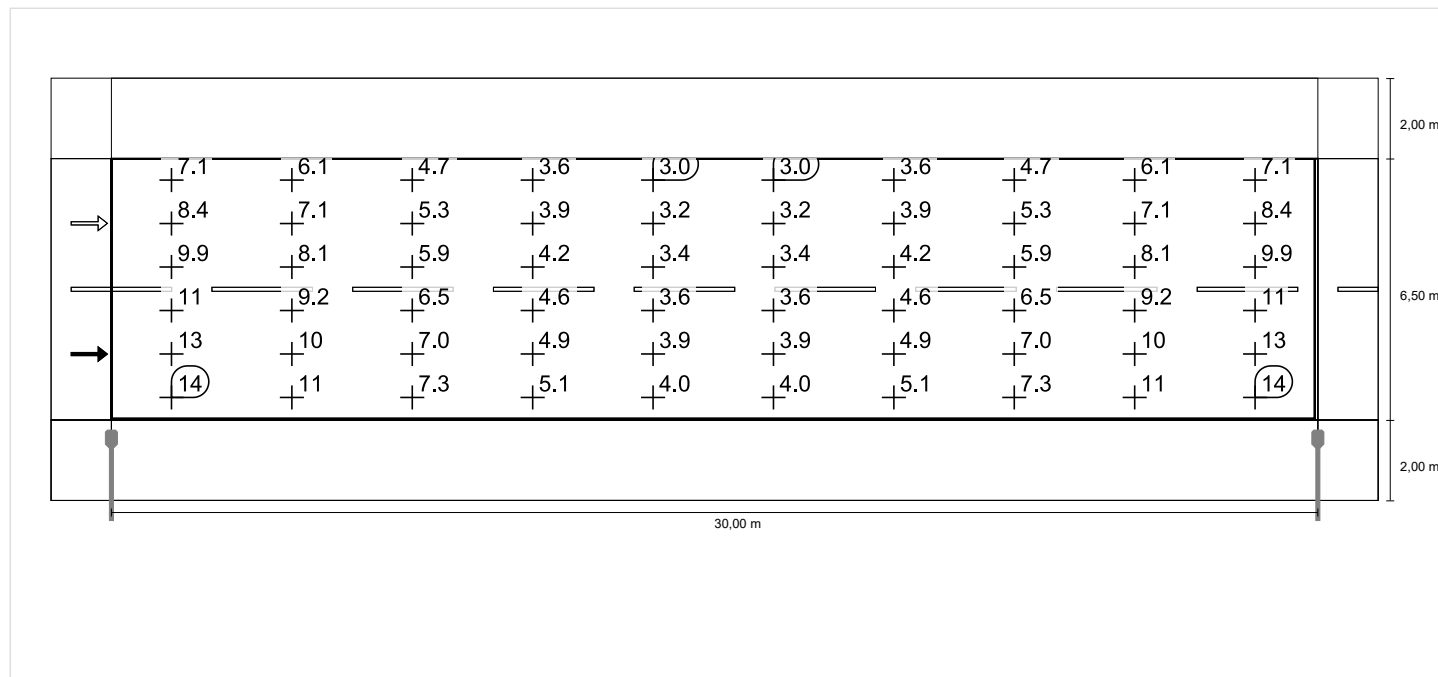 2,00 m
7.1 6.1 4.7 3.6 3.0 3.0 3.6 4.7 6.1 7.1
8.4 7.1 5.3 3.9 3.2 3.2 3.9 5.3 7.1 8.4
9.9 8.1 5.9 4.2 3.4 3.4 4.2 5.9 8.1 9.9
11 9.2 6.5 4.6 3.6 3.6 4.6 6.5 9.2 11
6,50 m
13 10 7.0 4.9 3.9 3.9 4.9 7.0 10 13
14 11 7.3 5.1 4.0 4.0 5.1 7.3 11 14
2,00 m
30,00 m